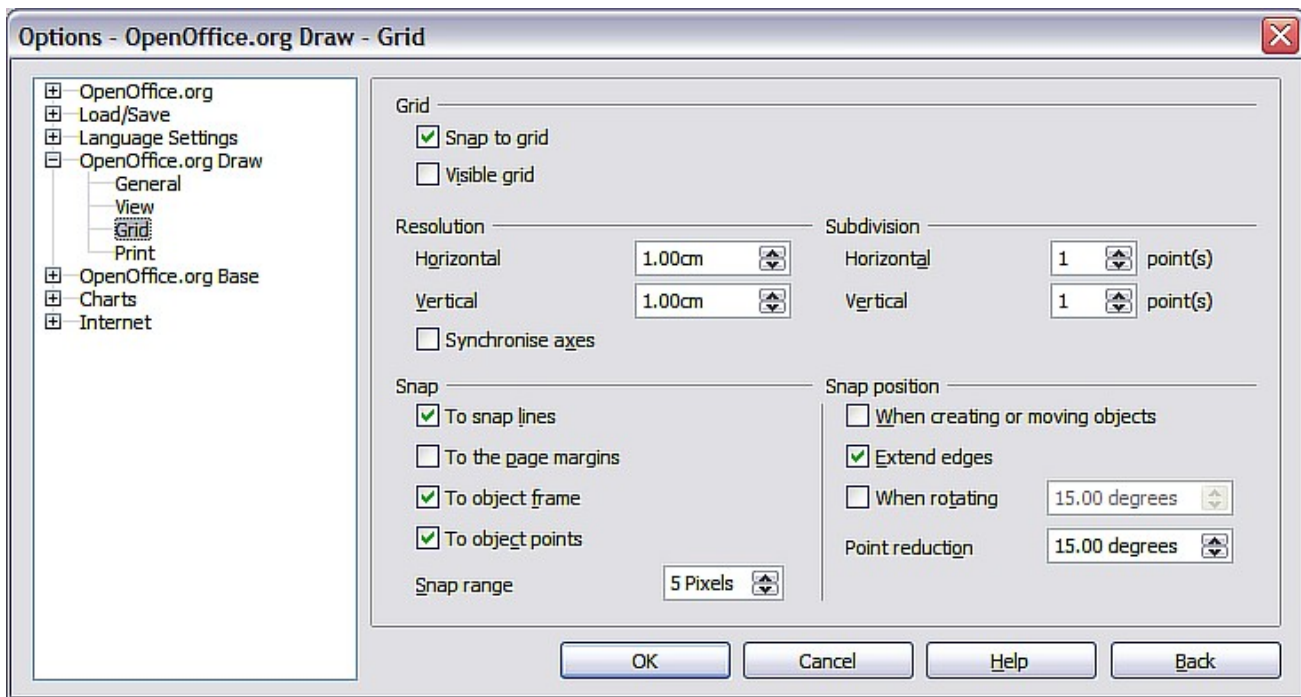 Options - OpenOffice.org Draw - Grid
OpenOffice.org
Load/Save
Language Settings
OpenOffice.org Draw
General
View
Grid
Print
OpenOffice.org Base
Charts
Internet
Grid
Snap to grid
Visible grid
Resolution
Horizontal 1.00cm
Vertical 1.00cm
Synchronise axes
Subdivision
Horizontal 1 point(s)
Vertical 1 point(s)
Snap
To snap lines
To the page margins
To object frame
To object points
Snap range 5 Pixels
Snap position
When creating or moving objects
Extend edges
When rotating 15.00 degrees
Point reduction 15.00 degrees
OK Cancel Help Back